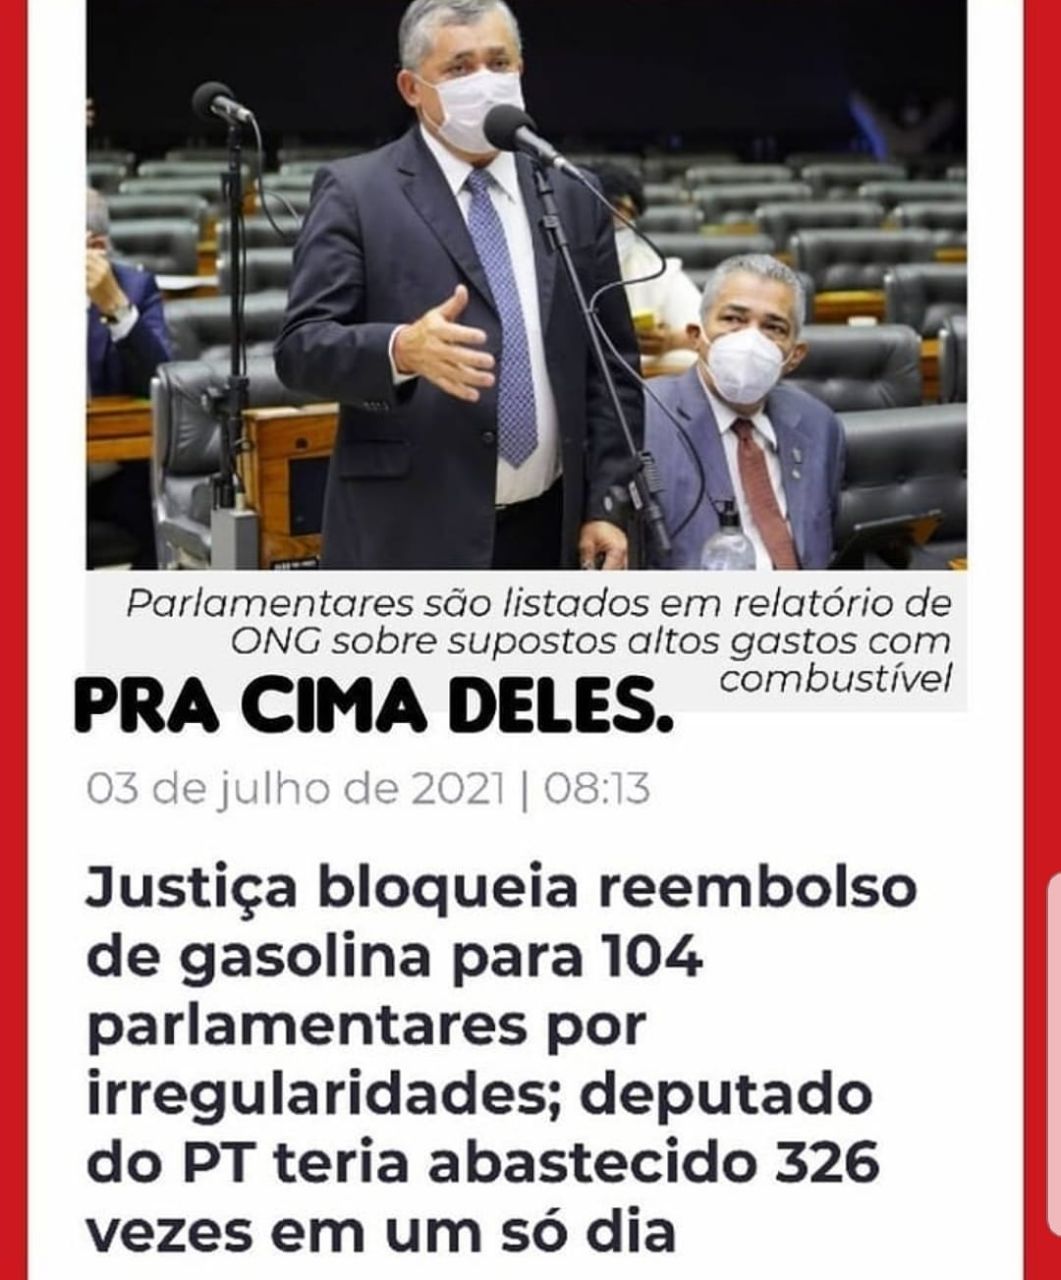 Parlamentares são listados em relatório de
ONG sobre supostos altos gastos com
combustível
PRA CIMA DELES.
03 de julho de 2021 | 08:13
Justiça bloqueia reembolso
de gasolina para 104
parlamentares por
irregularidades; deputado
do PT teria abastecido 326
vezes em um só dia